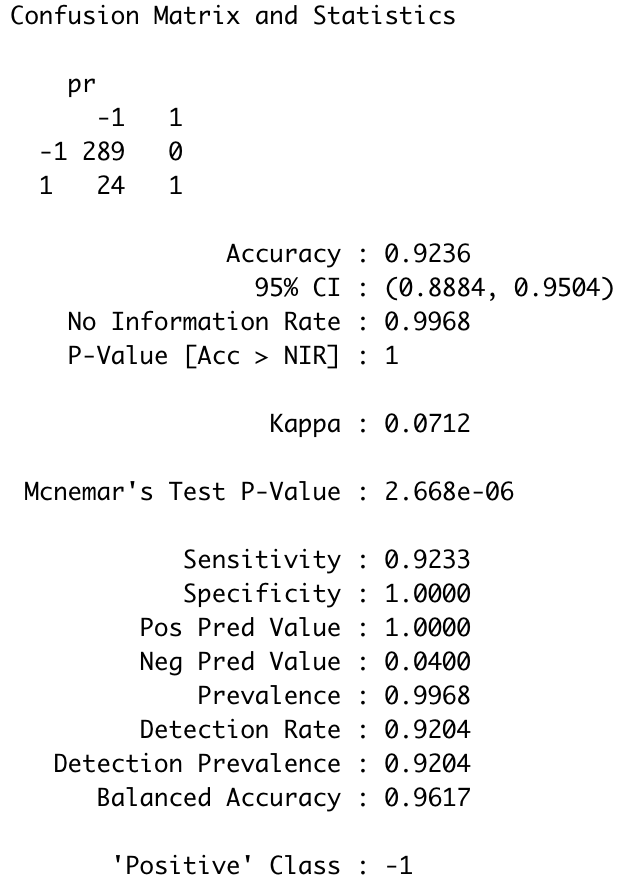 Confusion Matrix and Statistics
pr
-1 1
-1 289 0
1 24 1
Accuracy : 0.9236
95% CI : (0.8884, 0.9504)
No Information Rate : 0.9968
P-Value [Acc > NIR] : 1
Kappa : 0.0712
Mcnemar's Test P-Value : 2.668e-06
Sensitivity : 0.9233
Specificity : 1.0000
Pos Pred Value : 1.0000
Neg Pred Value : 0.0400
Prevalence : 0.9968
Detection Rate : 0.9204
Detection Prevalence : 0.9204
Balanced Accuracy : 0.9617
'Positive' Class : -1